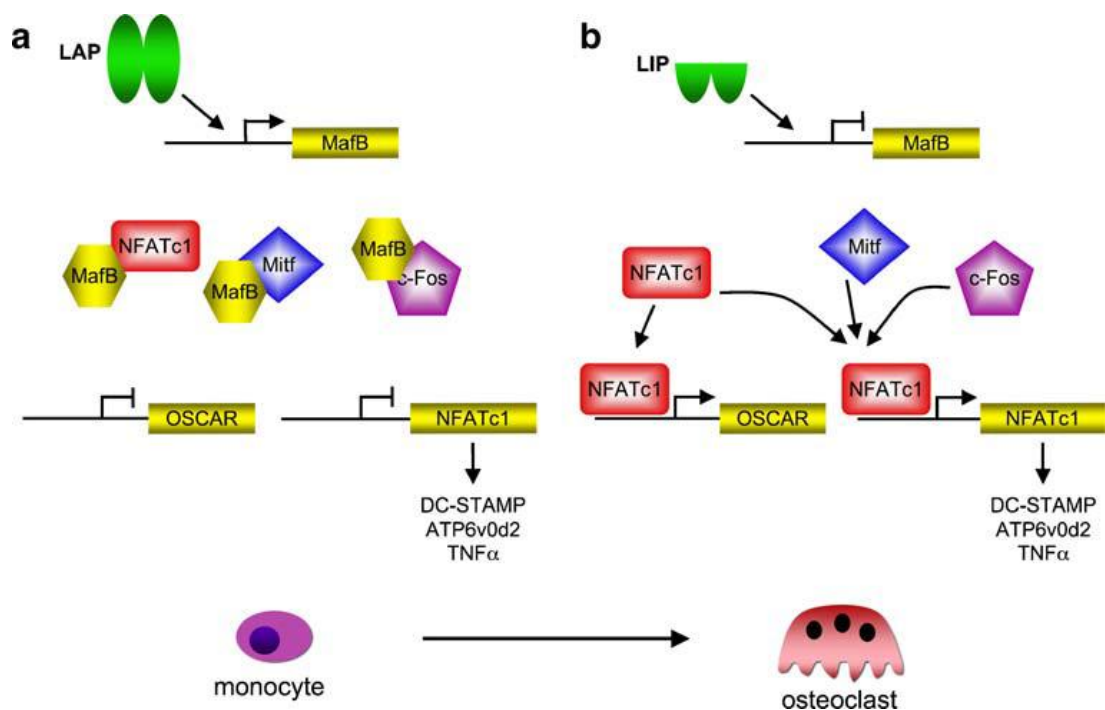 a
LAP
MafB
NFATc1
MafB
MafB
Mitf
MafB
c-Fos
OSCAR
NFATc1
DC-STAMP
ATP6v0d2
TNFα
b
LIP
MafB
NFATc1
Mitf
c-Fos
NFATc1
OSCAR
NFATc1
NFATc1
DC-STAMP
ATP6v0d2
TNFα
monocyte
osteoclast